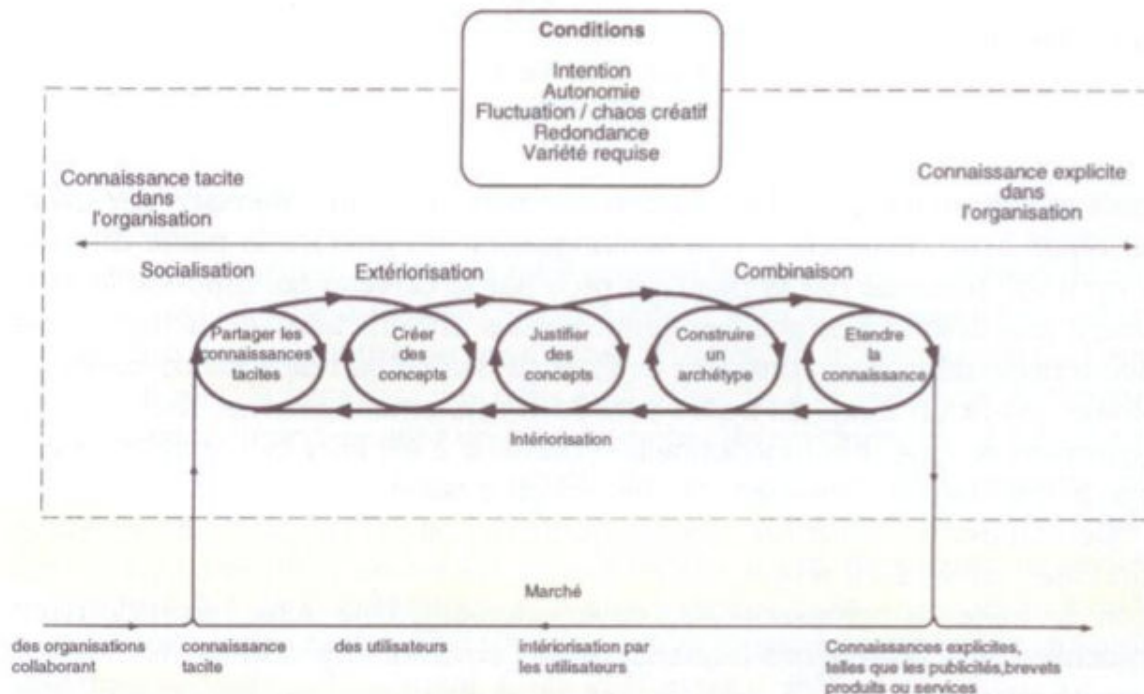 Conditions
Intention
Autonomie
Fluctuation / chaos créatif
Redondance
Variété requise
Connaissance tacite
dans
l'organisation
Connaissance explicite
dans
l'organisation
Socialisation
Extériorisation
Combinaison
Partager les
connaissances
tacites
Créer
des
concepts
Justifier
des
concepts
Construire
un
archétype
Etendre
la
connaissance
Intériorisation
Marché
des organisations
collaborant
connaissance
tacite
des utilisateurs
Intériorisation par
les utilisateurs
Connaissances explicites,
telles que les publicités,brevets
produits ou services